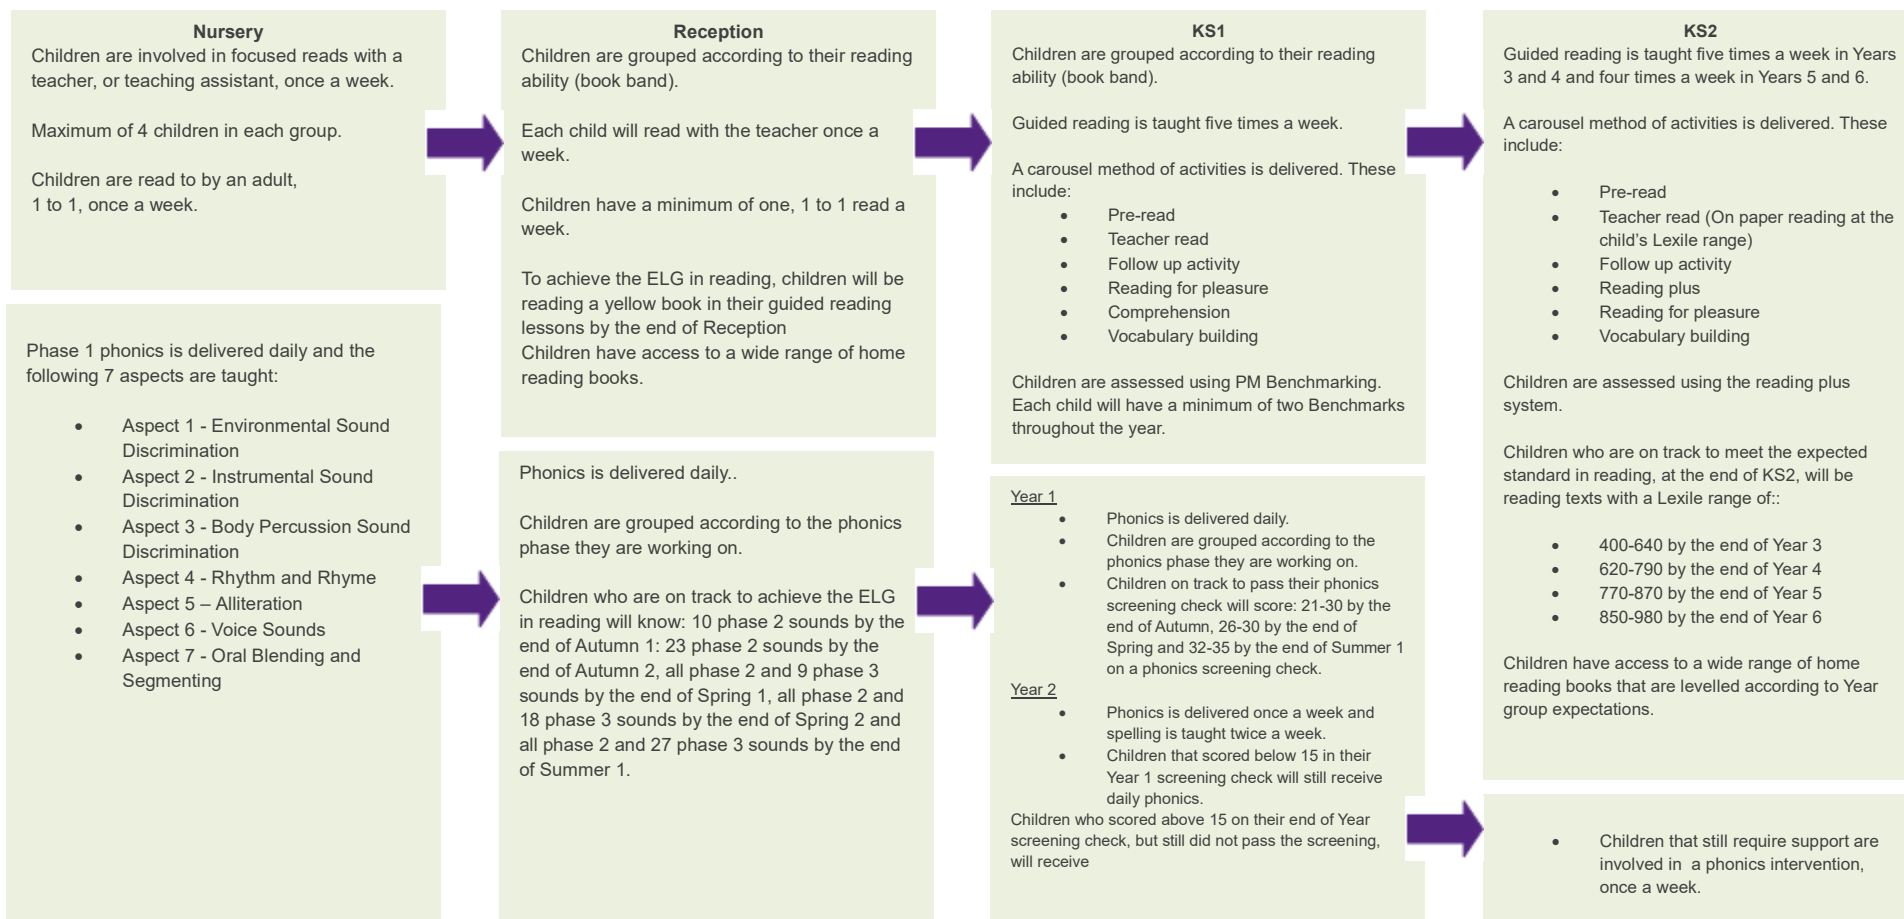 Nursery
Children are involved in focused reads with a
teacher, or teaching assistant, once a week.
Maximum of 4 children in each group.
Children are read to by an adult,
1 to 1, once a week.
Phase 1 phonics is delivered daily and the
following 7 aspects are taught:
• Aspect 1 - Environmental Sound
Discrimination
• Aspect 2 - Instrumental Sound
Discrimination
• Aspect 3 - Body Percussion Sound
Discrimination
• Aspect 4 - Rhythm and Rhyme
• Aspect 5 – Alliteration
• Aspect 6 - Voice Sounds
• Aspect 7 - Oral Blending and
Segmenting
Reception
Children are grouped according to their reading
ability (book band).
Each child will read with the teacher once a
week.
Children have a minimum of one, 1 to 1 read a
week.
To achieve the ELG in reading, children will be
reading a yellow book in their guided reading
lessons by the end of Reception
Children have access to a wide range of home
reading books.
Phonics is delivered daily..
Children are grouped according to the phonics
phase they are working on.
Children who are on track to achieve the ELG
in reading will know: 10 phase 2 sounds by the
end of Autumn 1: 23 phase 2 sounds by the
end of Autumn 2, all phase 2 and 9 phase 3
sounds by the end of Spring 1, all phase 2 and
18 phase 3 sounds by the end of Spring 2 and
all phase 2 and 27 phase 3 sounds by the end
of Summer 1.
KS1
Children are grouped according to their reading
ability (book band).
Guided reading is taught five times a week.
A carousel method of activities is delivered. These
include:
• Pre-read
• Teacher read
• Follow up activity
• Reading for pleasure
• Comprehension
• Vocabulary building
Children are assessed using PM Benchmarking.
Each child will have a minimum of two Benchmarks
throughout the year.
Year 1
• Phonics is delivered daily.
• Children are grouped according to the
phonics phase they are working on.
• Children on track to pass their phonics
screening check will score: 21-30 by the
end of Autumn, 26-30 by the end of
Spring and 32-35 by the end of Summer 1
on a phonics screening check.
Year 2
• Phonics is delivered once a week and
spelling is taught twice a week.
• Children that scored below 15 in their
Year 1 screening check will still receive
daily phonics.
Children who scored above 15 on their end of Year
screening check, but still did not pass the screening,
will receive
KS2
Guided reading is taught five times a week in Years
3 and 4 and four times a week in Years 5 and 6.
A carousel method of activities is delivered. These
include:
• Pre-read
• Teacher read (On paper reading at the
child's Lexile range)
• Follow up activity
• Reading plus
• Reading for pleasure
• Vocabulary building
Children are assessed using the reading plus
system.
Children who are on track to meet the expected
standard in reading, at the end of KS2, will be
reading texts with a Lexile range of::
• 400-640 by the end of Year 3
• 620-790 by the end of Year 4
• 770-870 by the end of Year 5
• 850-980 by the end of Year 6
Children have access to a wide range of home
reading books that are levelled according to Year
group expectations.
• Children that still require support are
involved in  a phonics intervention,
once a week.